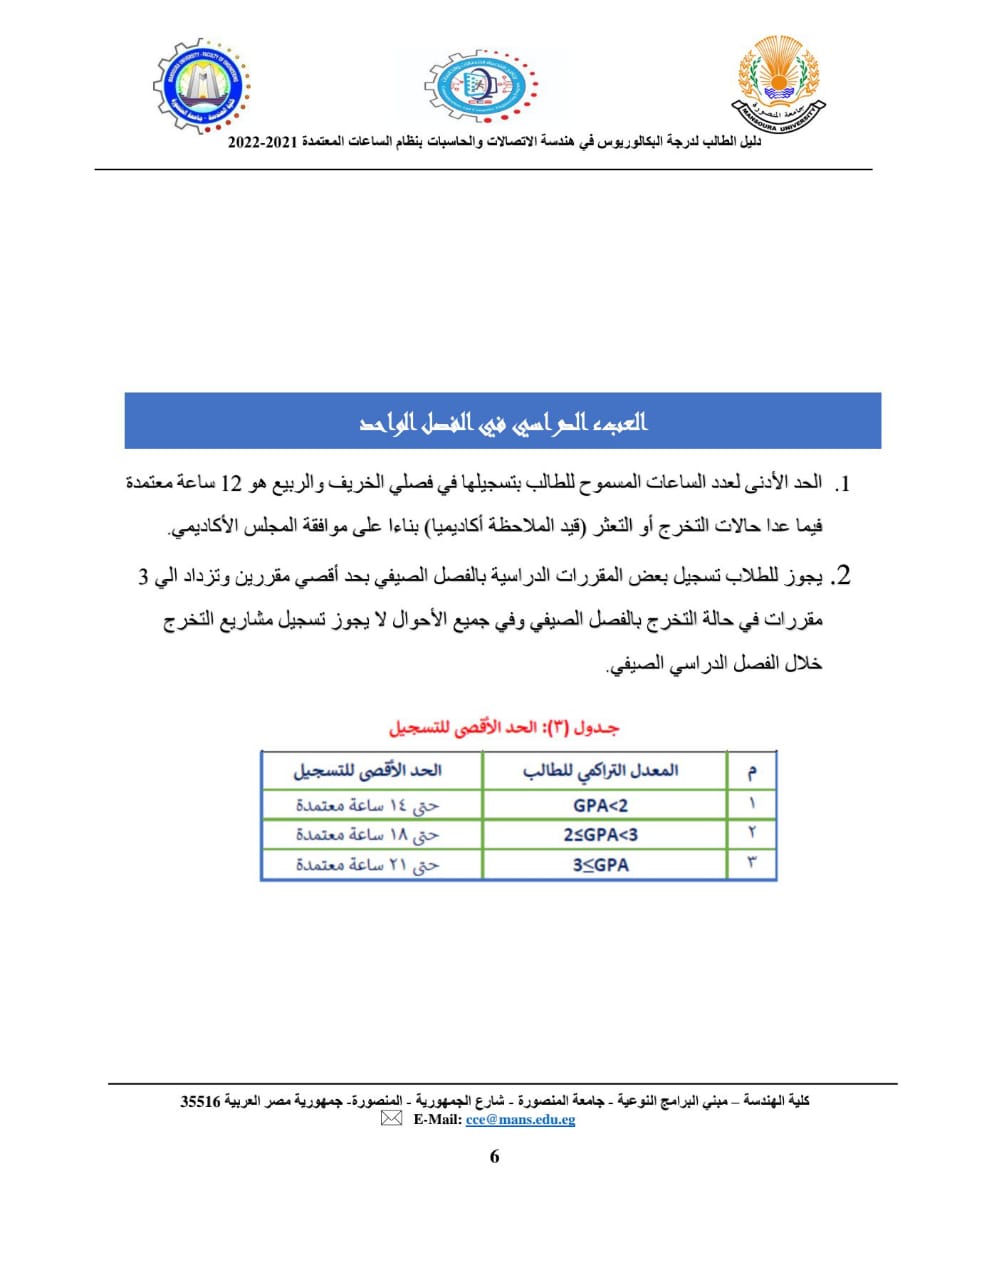 MANSOURA UNIVERSITY - FACULTY OF ENGINEERING
كلية الهندسة - جامعة المنصورة
جامعة المنصورة
MANSOURA UNIVERSITY
دليل الطالب لدرجة البكالوريوس في هندسة الاتصالات والحاسبات بنظام الساعات المعتمدة 2021-2022
العبء الدراسي في الفصل الواحد
1. الحد الأدنى لعدد الساعات المسموح للطالب بتسجيلها في فصلي الخريف والربيع هو 12 ساعة معتمدة
فيما عدا حالات التخرج أو التعثر (قيد الملاحظة أكاديميا) بناءا على موافقة المجلس الأكاديمي.
2. يجوز للطلاب تسجيل بعض المقررات الدراسية بالفصل الصيفي بحد أقصي مقررين وتزداد الي 3
مقررات في حالة التخرج بالفصل الصيفي وفي جميع الأحوال لا يجوز تسجيل مشاريع التخرج
خلال الفصل الدراسي الصيفي.
جدول (٣): الحد الأقصى للتسجيل
م المعدل التراكمي للطالب الحد الأقصى للتسجيل
١ GPA<2 حتى ١٤ ساعة معتمدة
٢ 2≤GPA<3 حتى ١٨ ساعة معتمدة
٣ 3≤GPA حتى ٢١ ساعة معتمدة
كلية الهندسة – مبني البرامج النوعية - جامعة المنصورة - شارع الجمهورية - المنصورة- جمهورية مصر العربية 35516
E-Mail: cce@mans.edu.eg
6